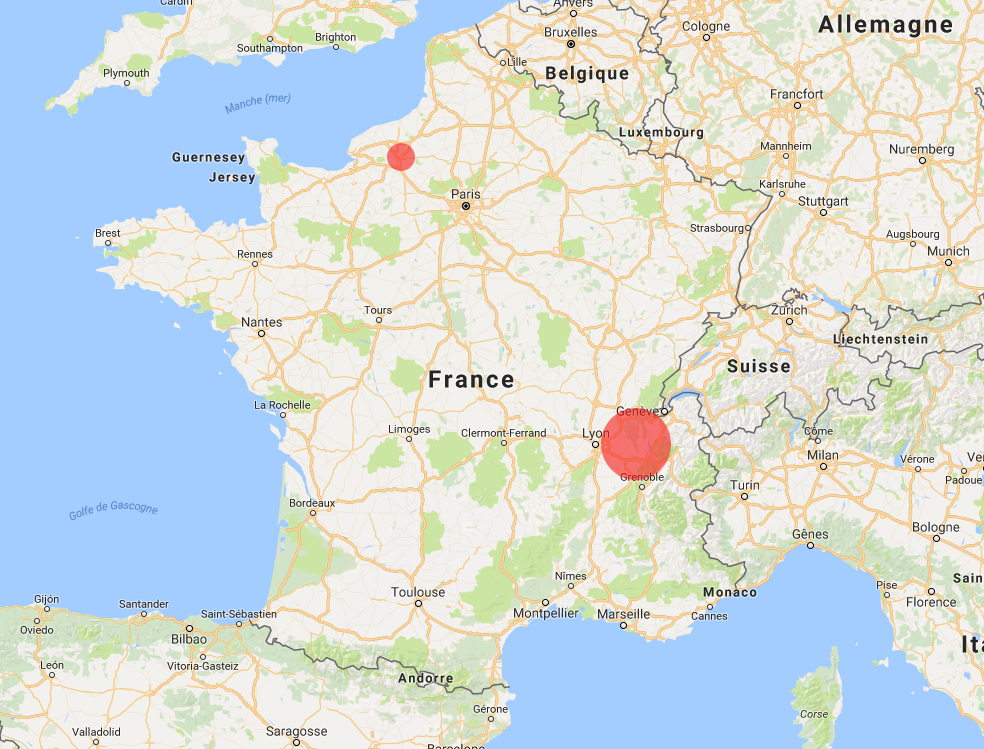 Cardiff
Anvers
Brighton
Southampton
Bruxelles
Cologne
Allemagne
Lille
Plymouth
Belgique
Francfort
Manche (mer)
Luxembourg
Mannheim
Nuremberg
Guernesey
Jersey
Karlsruhe
Paris
Stuttgart
Strasbourg
Brest
Augsbourg
Munich
Rennes
Tours
Zurich
Nantes
Liechtenstein
Suisse
France
La Rochelle
Genève
Limoges
Clermont-Ferrand
Lyon
Côme
Milan
Vérone
Ven
Padoue
Grenoble
Turin
Bordeaux
Golfe de Gascogne
Bologne
Gênes
Nîmes
Saint
Toulouse
Monaco
Pise
Florence
Gijón
Santander
Saint-Sébastien
Montpellier
Marseille
Cannes
Oviedo
Bilbao
Ita
León
Vitoria-Gasteiz
Andorre
Gérone
Corse
Valladolid
Saragosse
Barcelone